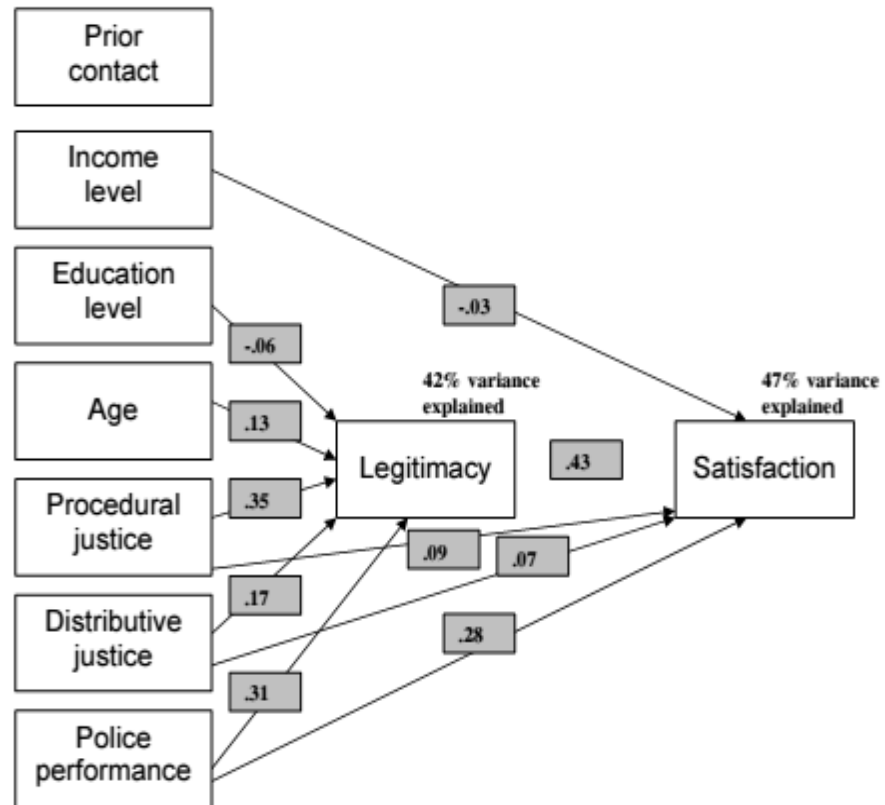 Prior
contact
Income
level
Education
level
Age
Procedural
justice
Distributive
justice
Police
performance
-.06
.13
.35
.17
.31
42% variance
explained
Legitimacy
-.03
.43
.09
.07
.28
47% variance
explained
Satisfaction